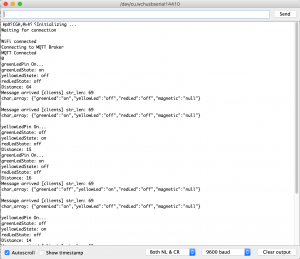 /dev/cu.wchusbserial14410
Send
Initializing ...
Waiting for connection
WiFi connected
Connecting to MQTT Broker
MQTT Connected
0
greenLedPin On...
greenLedState: on
yellowLedState: off
redLedState: off
Distance: 64
Message arrived [clients] str_len: 69
char_array: {"greenLed":"on","yellowLed":"off","redLed":"off","magnetic":"null"}
Message arrived [clients] str_len: 69
char_array: {"greenLed":"on","yellowLed":"off","redLed":"off","magnetic":"null"}
yellowLedPin On...
greenLedState: off
yellowLedState: on
redLedState: off
Distance: 15
greenLedPin On...
greenLedState: on
yellowLedState: off
redLedState: off
Distance: 16
Message arrived [clients] str_len: 69
char_array: {"greenLed":"on","yellowLed":"off","redLed":"off","magnetic":"null"}
Message arrived [clients] str_len: 69
char_array: {"greenLed":"on","yellowLed":"off","redLed":"off","magnetic":"null"}
yellowLedPin On...
greenLedState: off
yellowLedState: on
redLedState: off
Distance: 14
Autoscroll
Show timestamp
Both NL & CR
9600 baud
Clear output